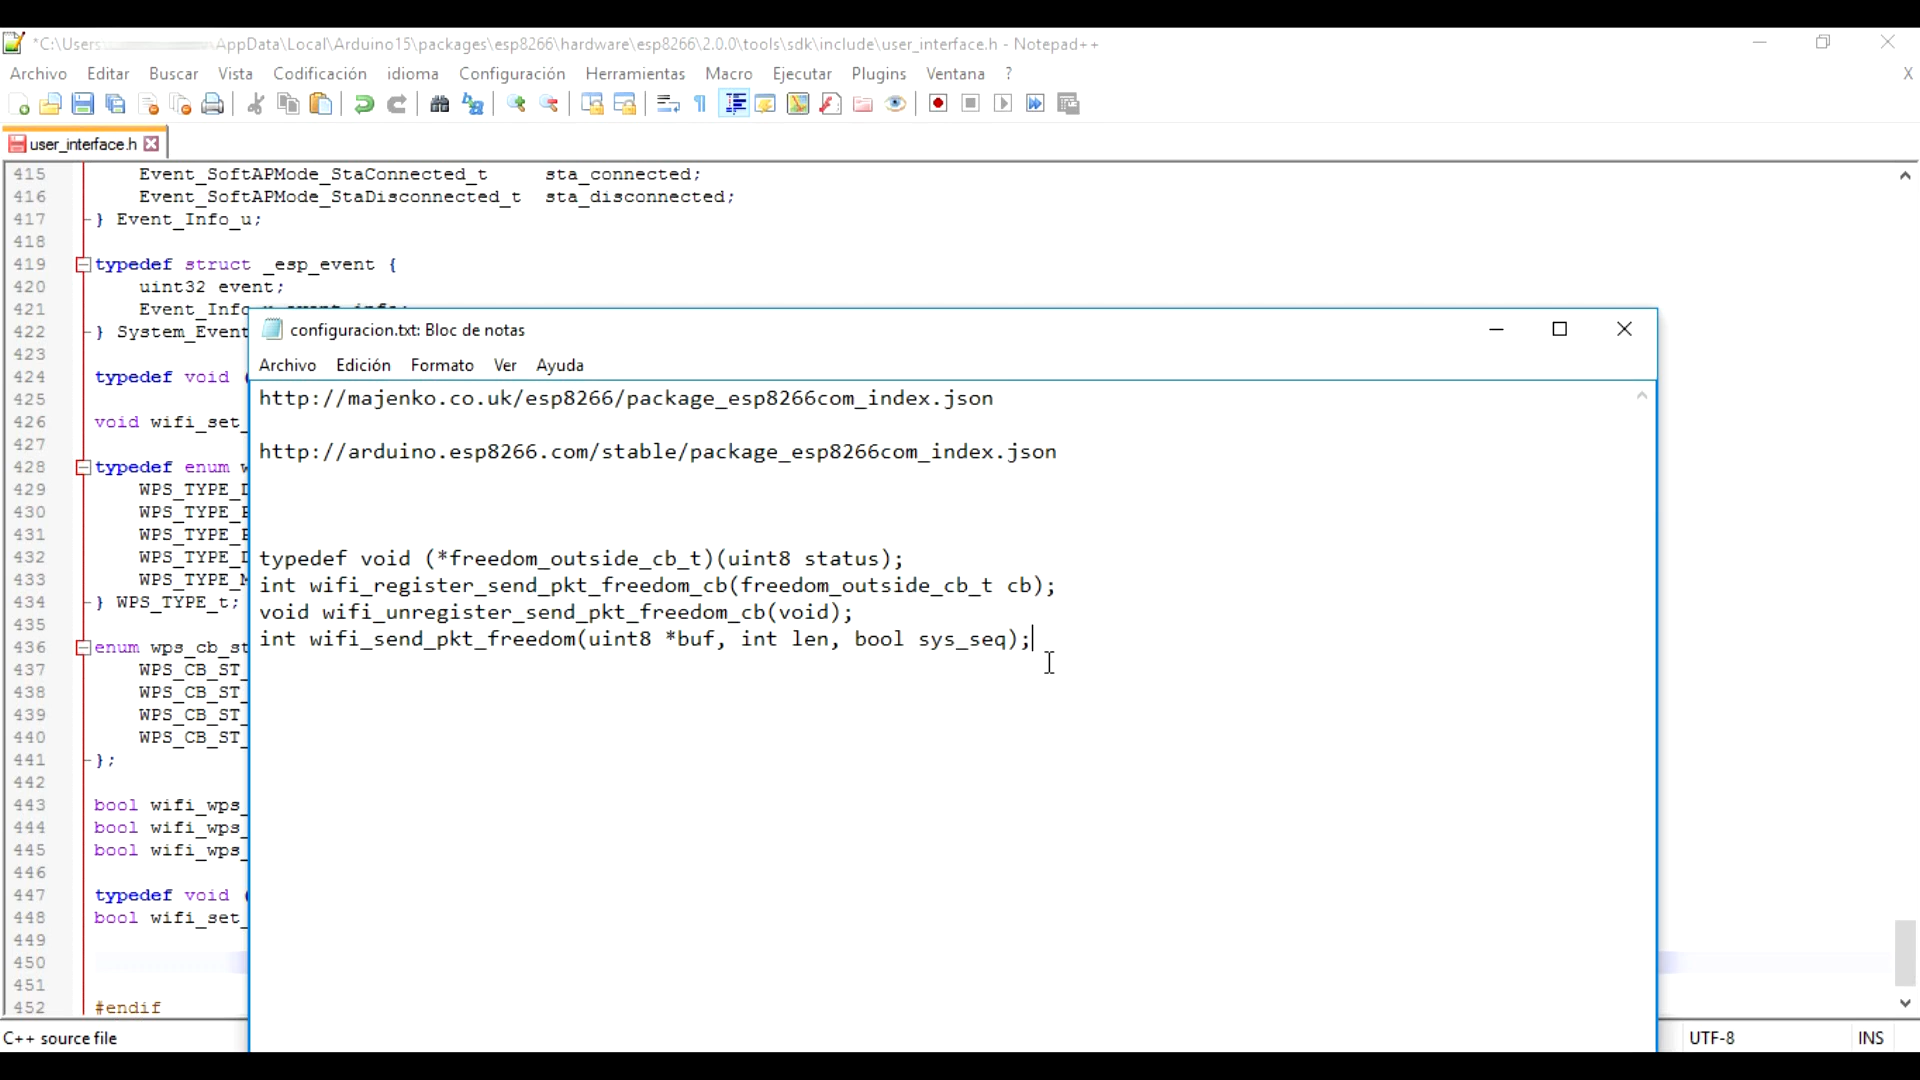 *C:\Users\AppData\Local\Arduino15\packages\esp8266\hardware\esp8266\2.0.0\tools\sdk\include\user_interface.h - Notepad++
Archivo Editar Buscar Vista Codificación idioma Configuración Herramientas Macro Ejecutar Plugins Ventana ? X
user_interface.h
415 Event_SoftAPMode_StaConnected_t sta_connected;
416 Event_SoftAPMode_StaDisconnected_t sta_disconnected;
417 } Event_Info_u;
418
419 typedef struct _esp_event {
420 uint32 event;
421 Event_Info
422 } System_Event
423
424 typedef void (
425
426 void wifi_set_
427
428 typedef enum
429 WPS_TYPE_
430 WPS_TYPE_
431 WPS_TYPE_
432 WPS_TYPE_
433 WPS_TYPE_
434 } WPS_TYPE_t;
435
436 enum wps_cb_st
437 WPS_CB_ST_
438 WPS_CB_ST_
439 WPS_CB_ST_
440 WPS_CB_ST_
441 };
442
443 bool wifi_wps_
444 bool wifi_wps_
445 bool wifi_wps_
446
447 typedef void (
448 bool wifi_set_
449
450
451
452 #endif
configuracion.txt: Bloc de notas
Archivo Edición Formato Ver Ayuda
http://majenko.co.uk/esp8266/package_esp8266com_index.json
http://arduino.esp8266.com/stable/package_esp8266com_index.json
typedef void (*freedom_outside_cb_t)(uint8 status);
int wifi_register_send_pkt_freedom_cb(freedom_outside_cb_t cb);
void wifi_unregister_send_pkt_freedom_cb(void);
int wifi_send_pkt_freedom(uint8 *buf, int len, bool sys_seq);
C++ source file UTF-8 INS